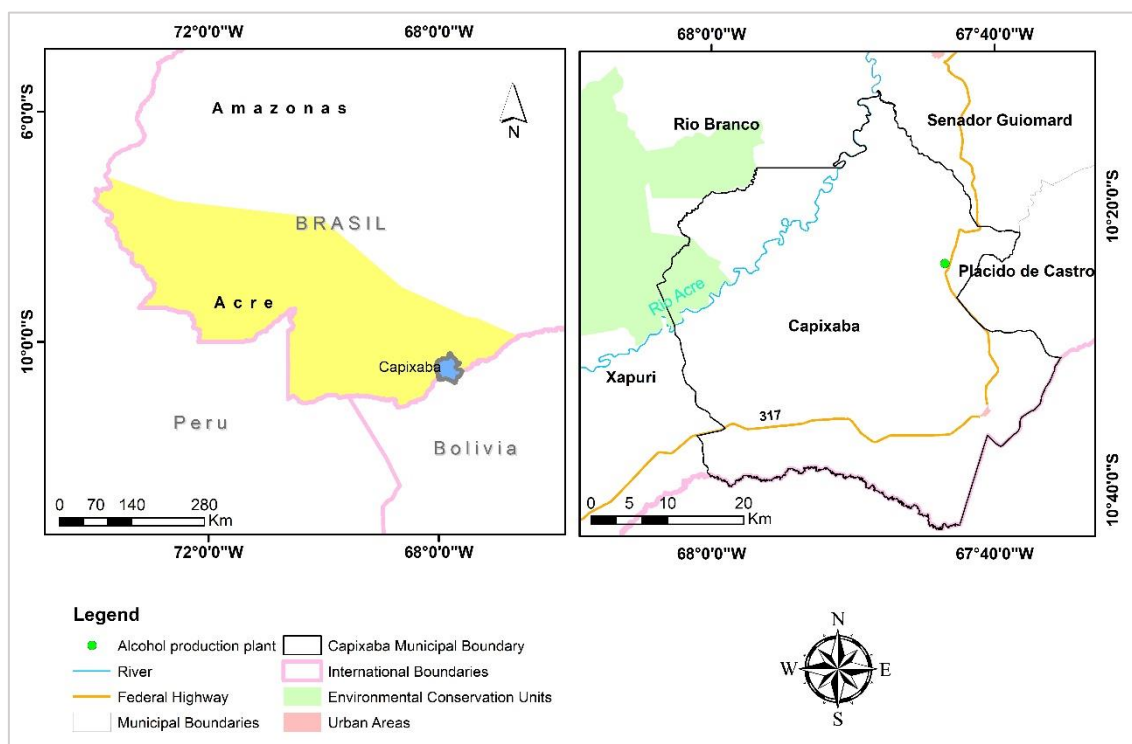 72°0'0"W 68°0'0"W
6°0'0"S
10°0'0"S
Amazonas
N
BRASIL
Acre
Capixaba
Peru
Bolivia
0 70 140 280
Km
72°0'0"W 68°0'0"W
68°0'0"W 67°40'0"W
Rio Branco
Senador Guiomard
10°20'0"S
Plácido de Castro
Rio Acre
Capixaba
Xapuri
317
0 5 10 20
Km
10°40'0"S
68°0'0"W 67°40'0"W
Legend
Alcohol production plant
River
Federal Highway
Municipal Boundaries
Capixaba Municipal Boundary
International Boundaries
Environmental Conservation Units
Urban Areas
N
W E
S